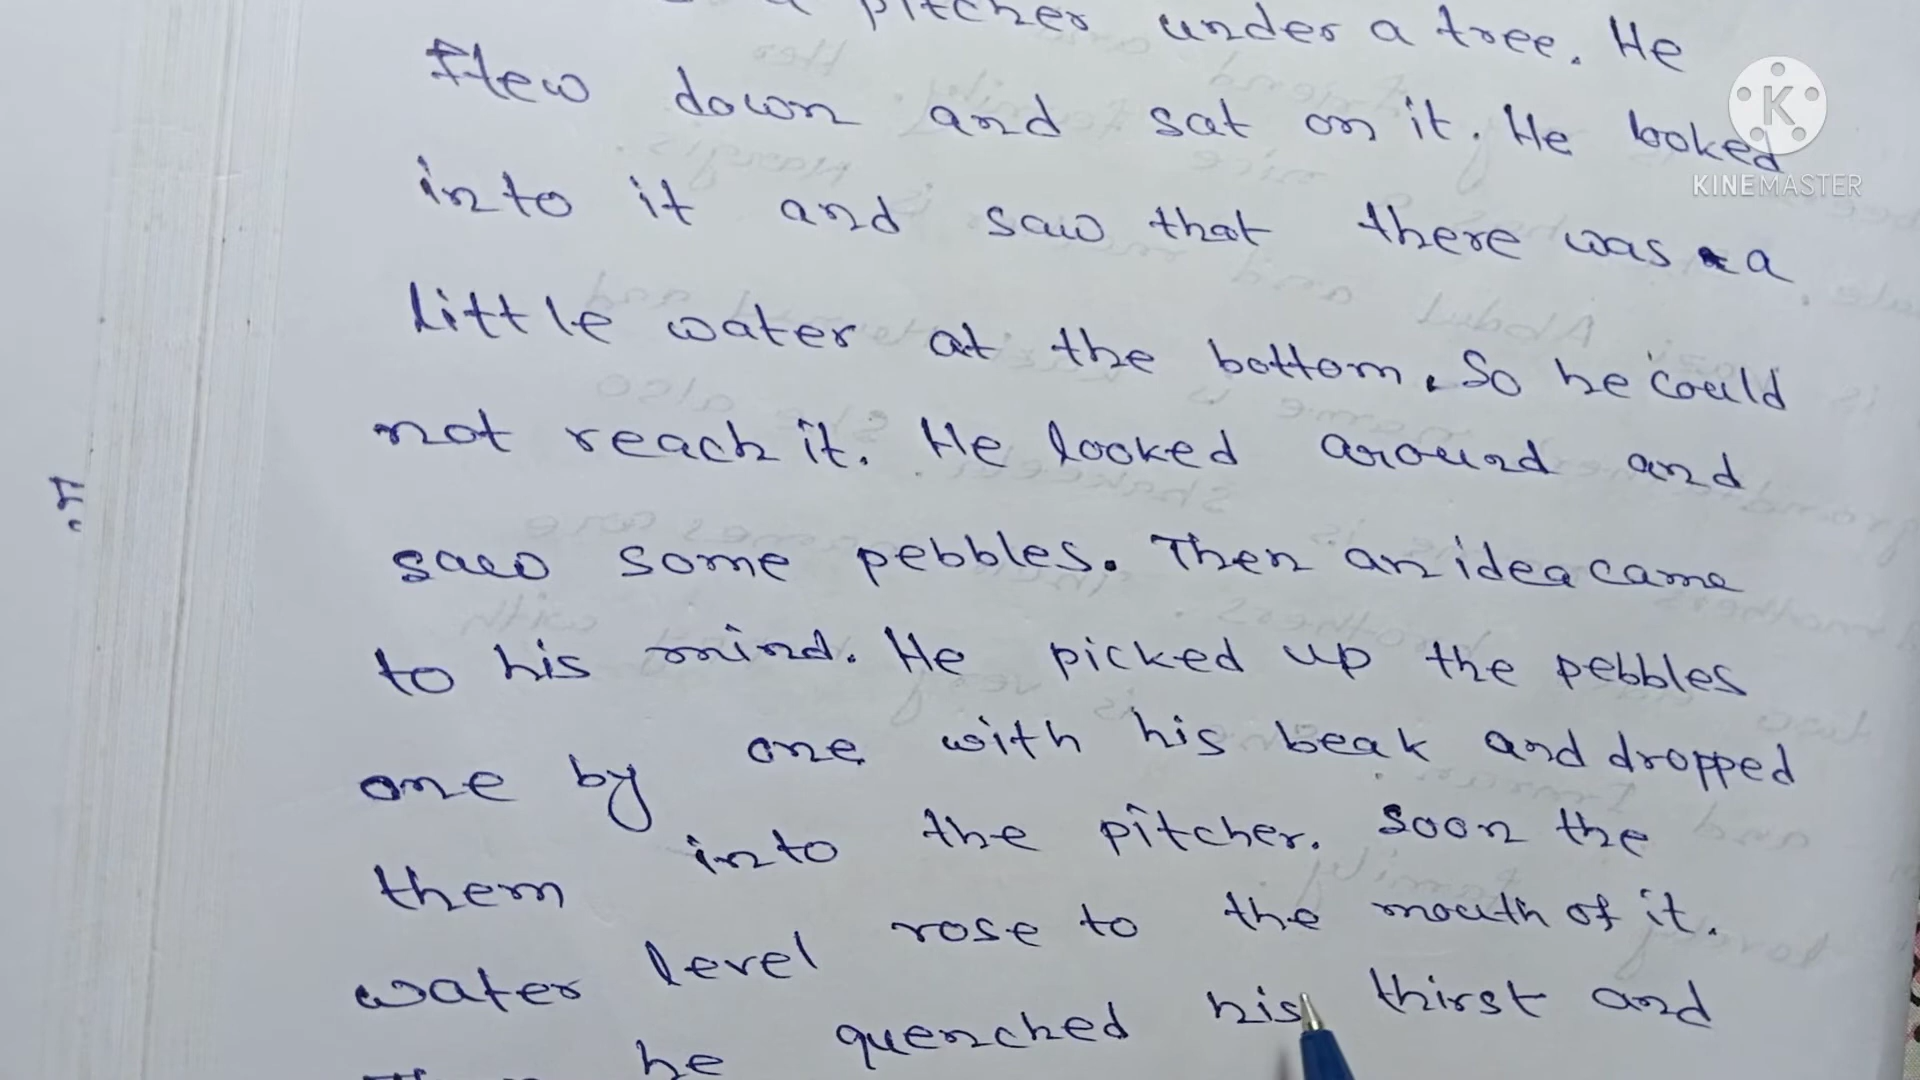 a pitcher under a tree. He
flew down and sat on it. He looked
into it and saw that there was a
little water at the bottom. So he could
not reach it. He looked around and
saw some pebbles. Then an idea came
to his mind. He picked up the pebbles
one by one with his beak and dropped
them into the pitcher. Soon the
water level rose to the mouth of it.
he quenched his thirst and
K
KINEMASTER